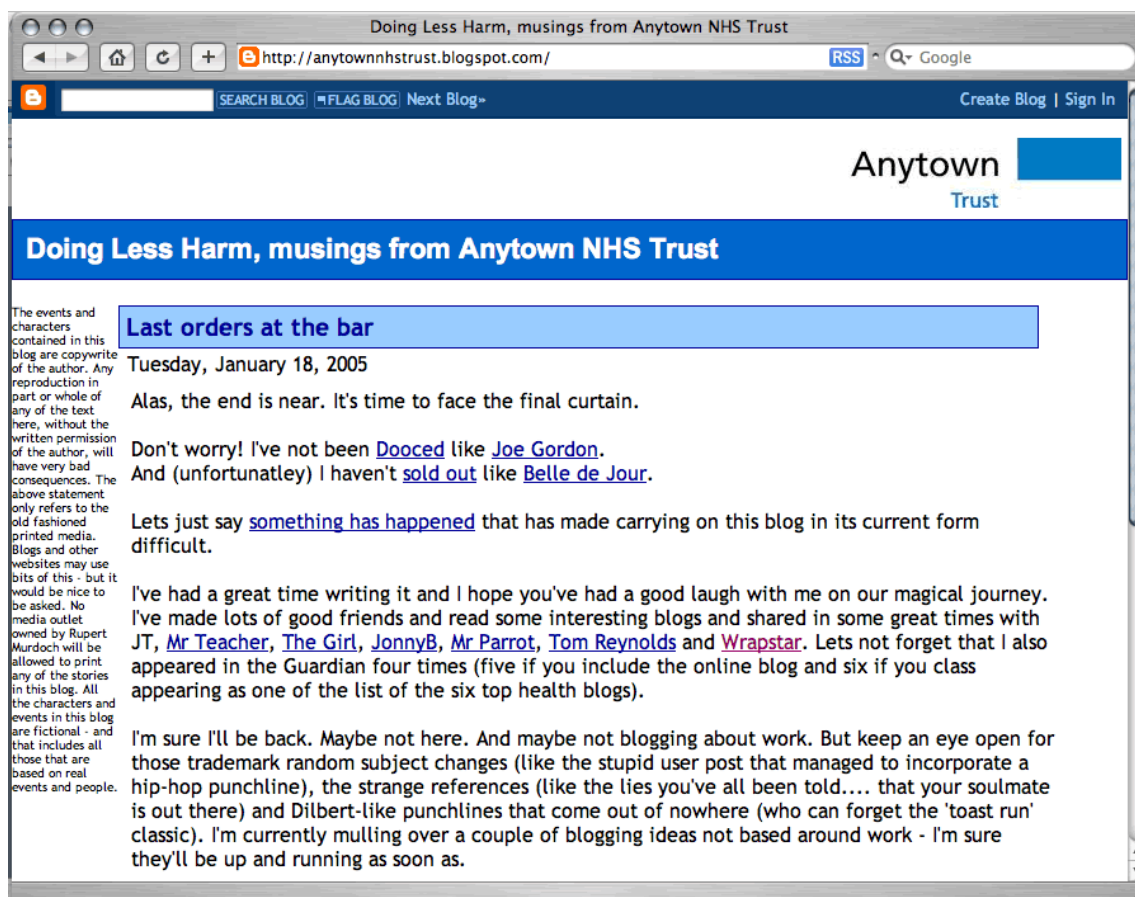 Doing Less Harm, musings from Anytown NHS Trust
http://anytownnhstrust.blogspot.com/
RSS
Google
SEARCH BLOG
FLAG BLOG
Next Blog»
Create Blog | Sign In
Anytown
Trust
Doing Less Harm, musings from Anytown NHS Trust
The events and
characters
contained in this
blog are copywrite
of the author. Any
reproduction in
part or whole of
any of the text
here, without the
written permission
of the author, will
have very bad
consequences. The
above statement
only refers to the
old fashioned
printed media.
Blogs and other
websites may use
bits of this - but it
would be nice to
be asked. No
media outlet
owned by Rupert
Murdoch will be
allowed to print
any of the stories
in this blog. All
the characters and
events in this blog
are fictional - and
that includes all
those that are
based on real
events and people.
Last orders at the bar
Tuesday, January 18, 2005
Alas, the end is near. It's time to face the final curtain.
Don't worry! I've not been Dooced like Joe Gordon.
And (unfortunatley) I haven't sold out like Belle de Jour.
Lets just say something has happened that has made carrying on this blog in its current form
difficult.
I've had a great time writing it and I hope you've had a good laugh with me on our magical journey.
I've made lots of good friends and read some interesting blogs and shared in some great times with
JT, Mr Teacher, The Girl, JonnyB, Mr Parrot, Tom Reynolds and Wrapstar. Lets not forget that I also
appeared in the Guardian four times (five if you include the online blog and six if you class
appearing as one of the list of the six top health blogs).
I'm sure I'll be back. Maybe not here. And maybe not blogging about work. But keep an eye open for
those trademark random subject changes (like the stupid user post that managed to incorporate a
hip-hop punchline), the strange references (like the lies you've all been told.... that your soulmate
is out there) and Dilbert-like punchlines that come out of nowhere (who can forget the 'toast run'
classic). I'm currently mulling over a couple of blogging ideas not based around work - I'm sure
they'll be up and running as soon as.